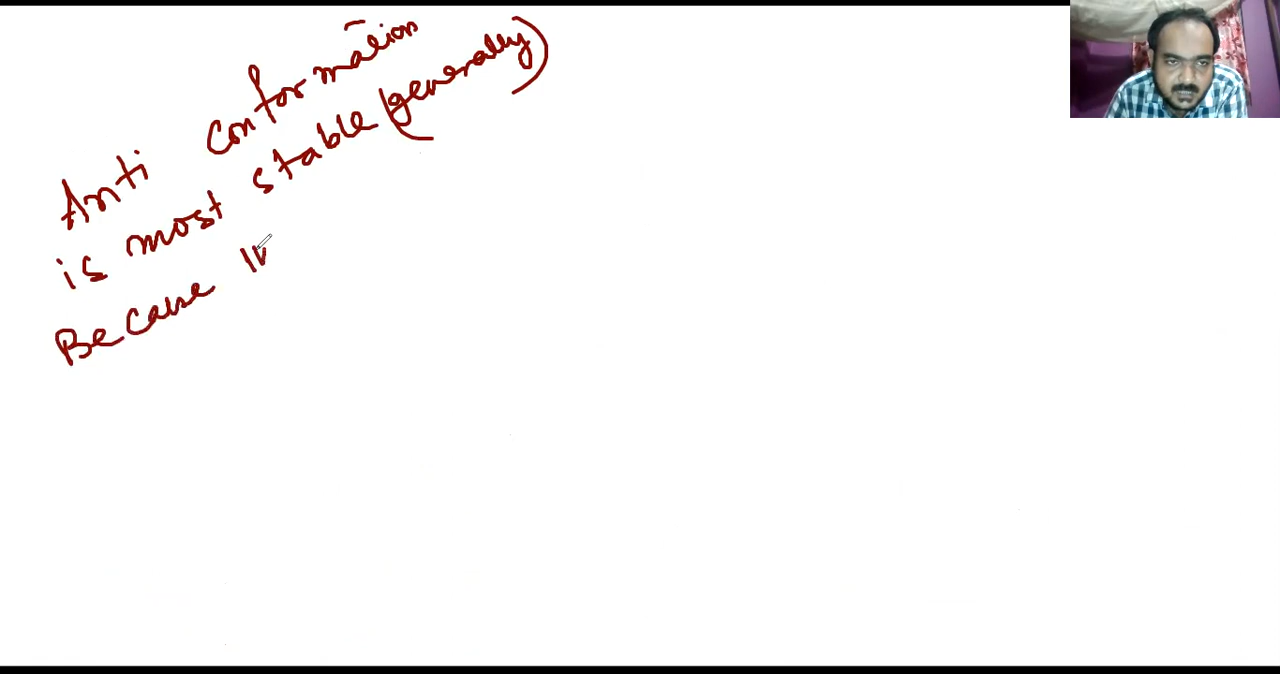 Anti conformation
is most stable (generally)
Because